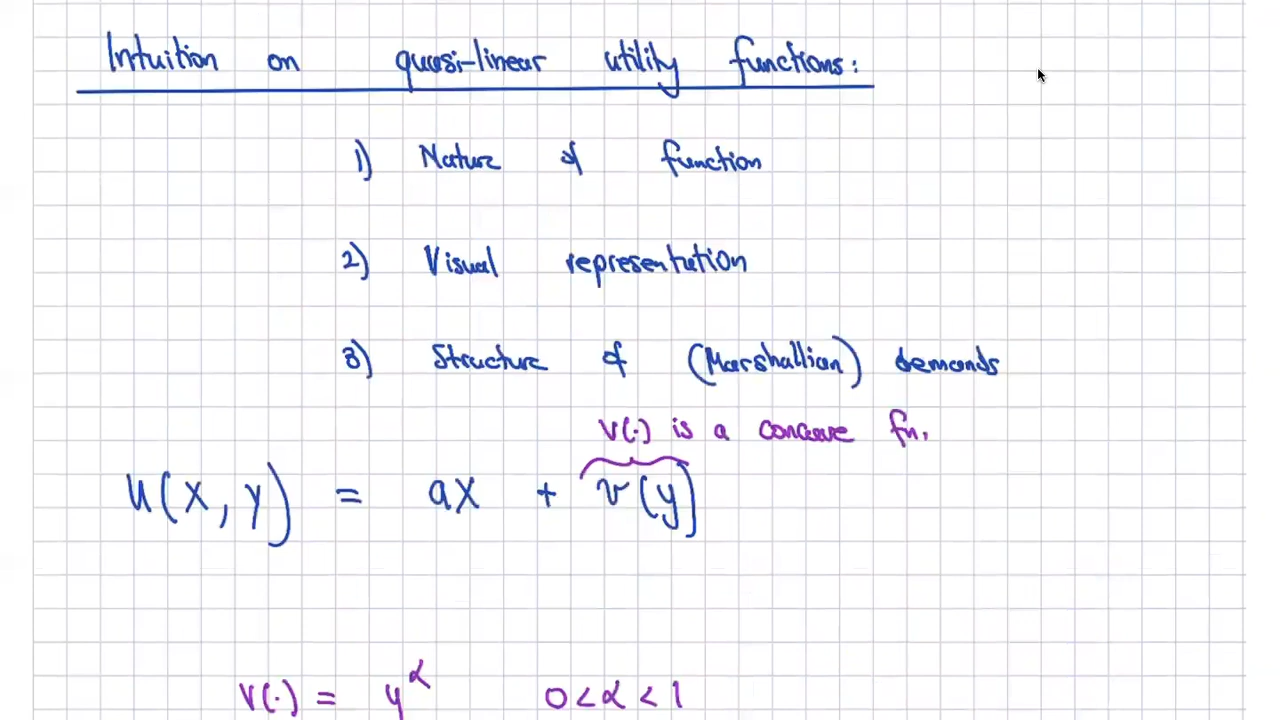 Intuition on quasi-linear utility functions:
1) Nature of function
2) Visual representation
3) Structure of (Marshallian) demands
V(·) is a concave fn.
u(x, y) = ax + v(y)
V(·) = y^α 0 < α < 1